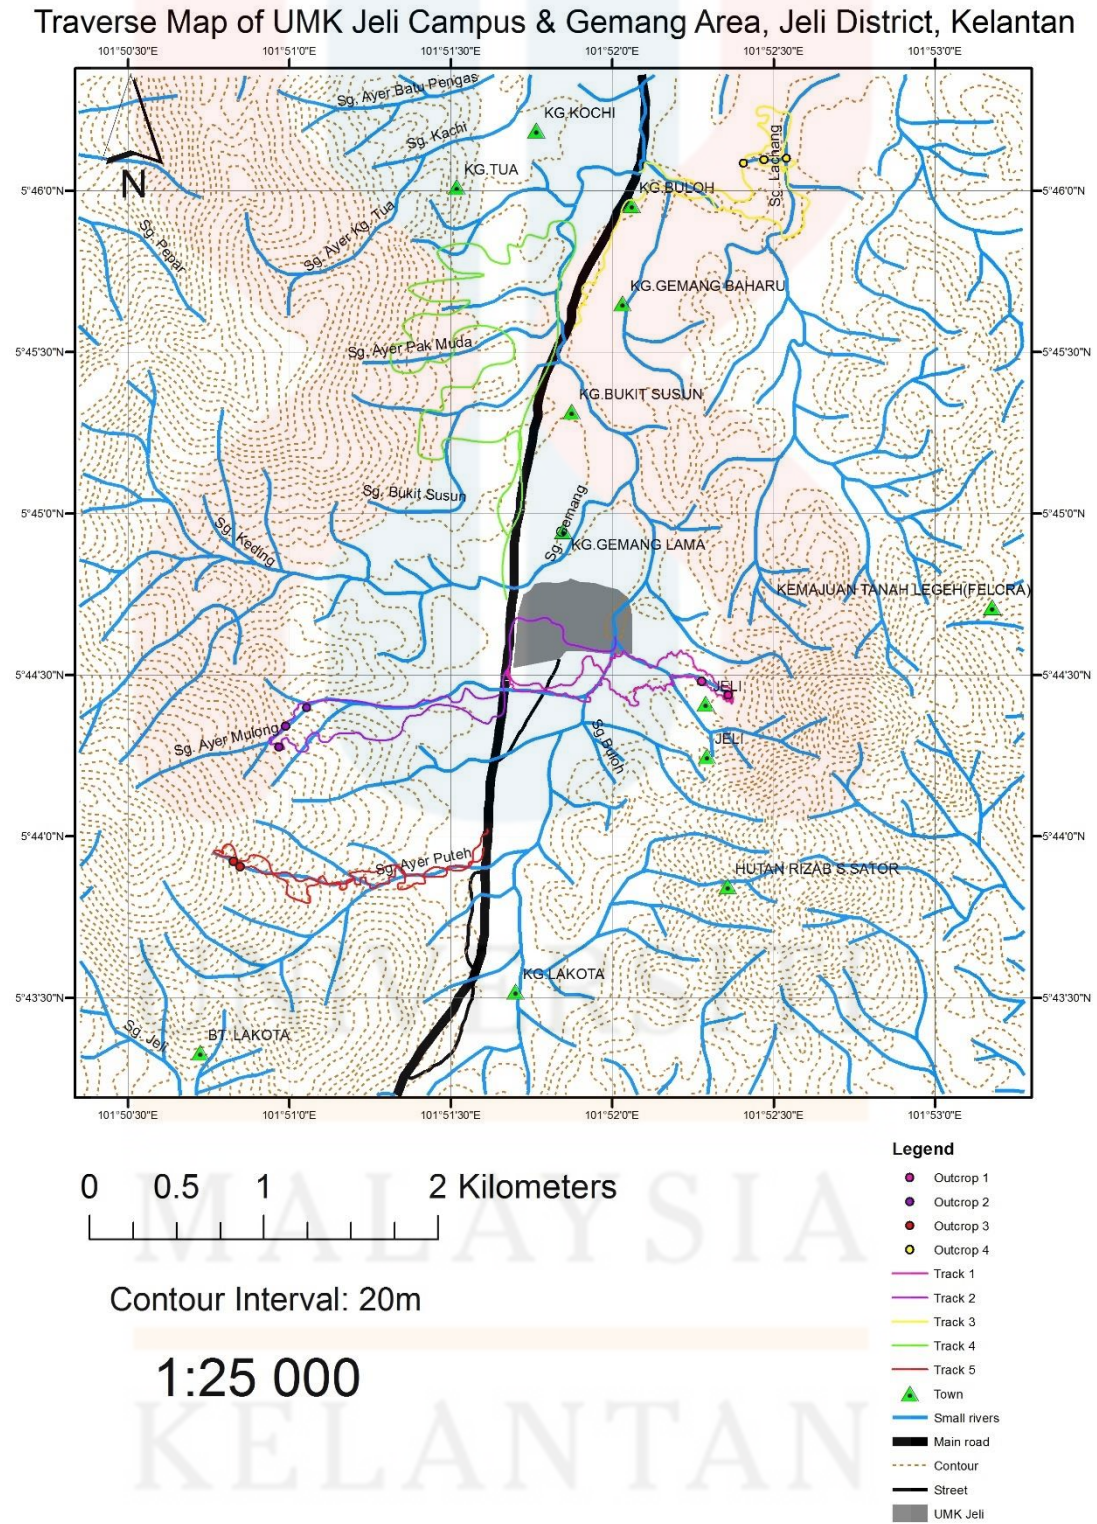 Traverse Map of UMK Jeli Campus & Gemang Area, Jeli District, Kelantan
101°50'30"E 101°51'0"E 101°51'30"E 101°52'0"E 101°52'30"E 101°53'0"E
Sg. Ayer Batu Pengas
KG.KOCHI
Sg. Kachi
Sg. Lachang
KG.TUA
N
5°46'0"N 5°46'0"N
KG.BULOH
Sg. Ayer Kg. Tua
Sg. Pepar
KG.GEMANG BAHARU
5°45'30"N 5°45'30"N
Sg. Ayer Pak Muda
KG.BUKIT SUSUN
Sg. Bukit Susun
5°45'0"N 5°45'0"N
Sg. Keding
Sg. Gemang
KG.GEMANG LAMA
KEMAJUAN TANAH LEGEH(FELCRA)
5°44'30"N 5°44'30"N
JELI
Sg. Ayer Mulong
Sg.Buloh
JELI
5°44'0"N 5°44'0"N
Sg. Ayer Puteh
HUTAN RIZAB S.SATOR
UNIVERSITI
KG.LAKOTA
5°43'30"N 5°43'30"N
Sg. Jeli
BT. LAKOTA
101°50'30"E 101°51'0"E 101°51'30"E 101°52'0"E 101°52'30"E 101°53'0"E
MALAYSIA
0 0.5 1 2 Kilometers
Contour Interval: 20m
1:25 000
KELANTAN
Legend
Outcrop 1
Outcrop 2
Outcrop 3
Outcrop 4
Track 1
Track 2
Track 3
Track 4
Track 5
Town
Small rivers
Main road
Contour
Street
UMK Jeli